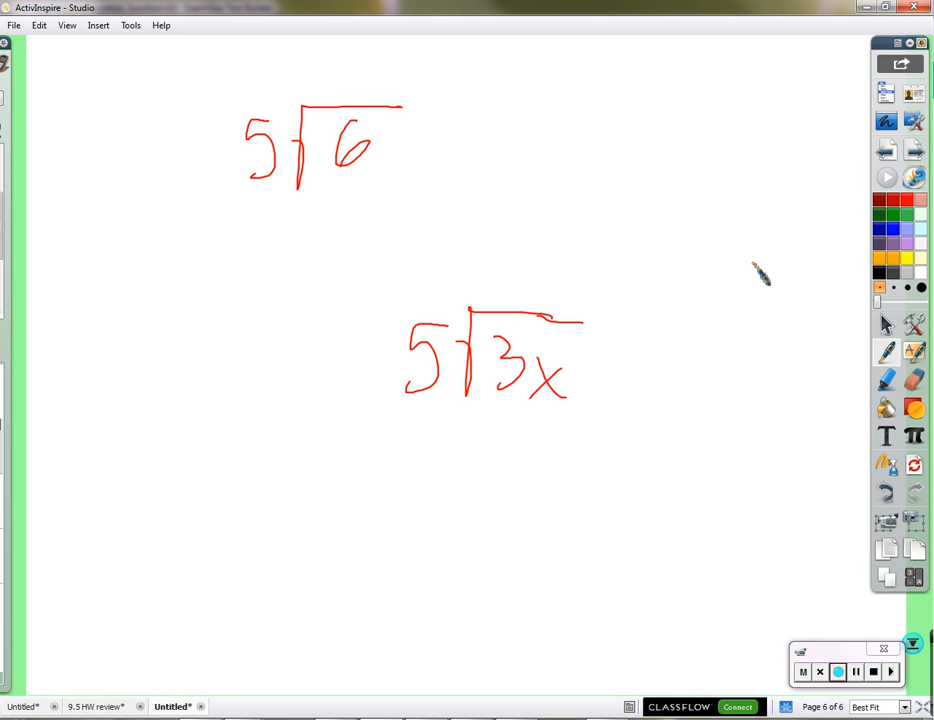 ActivInspire - Studio
File Edit View Insert Tools Help
5√6
5√3x
M
Untitled* 9.5 HW review* Untitled*
CLASSFLOW Connect
Page 6 of 6
Best Fit